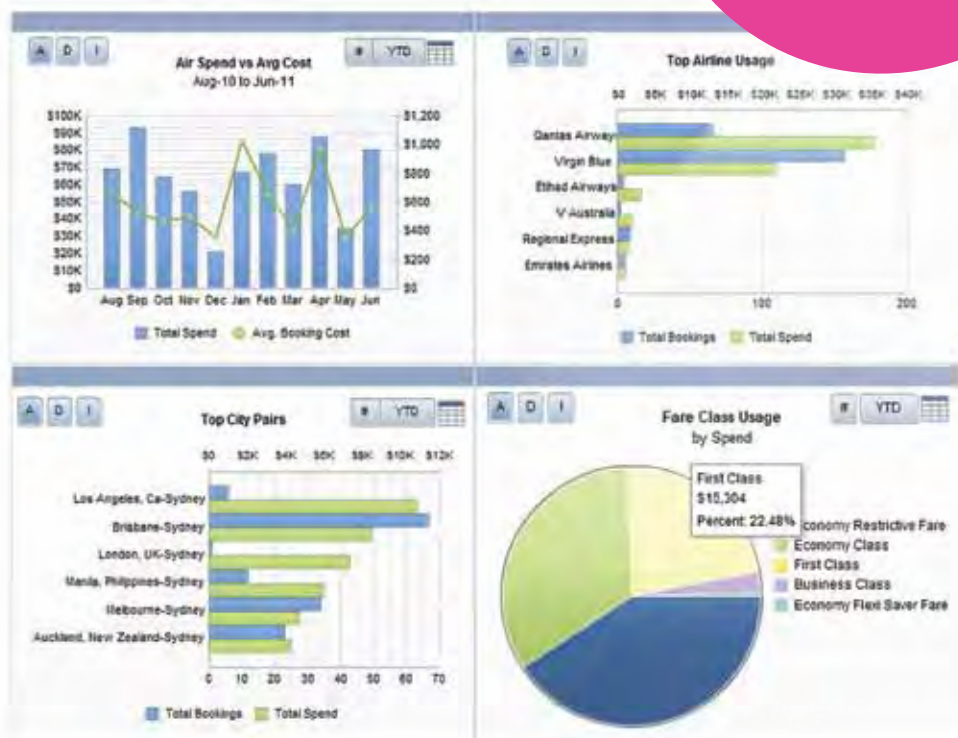 A D I
Air Spend vs Avg Cost
# YTD
Aug-10 to Jun-11
$100K
$90K
$80K
$70K
$60K
$50K
$40K
$30K
$20K
$10K
$0
$1,200
$1,000
$800
$600
$400
$200
$0
Aug Sep Oct Nov Dec Jan Feb Mar Apr May Jun
Total Spend Avg. Booking Cost
A D I
Top Airline Usage
$0 $5K $10K $15K $20K $25K $30K $35K $40K
Qantas Airway
Virgin Blue
Etihad Airways
V Australia
Regional Express
Emirates Airlines
0 100 200
Total Bookings Total Spend
A D I
Top City Pairs
# YTD
$0 $2K $4K $6K $8K $10K $12K
Los Angeles, Ca-Sydney
Brisbane-Sydney
London, UK-Sydney
Manila, Philippines-Sydney
Melbourne-Sydney
Auckland, New Zealand-Sydney
0 10 20 30 40 50 60 70
Total Bookings Total Spend
A D I
Fare Class Usage
# YTD
by Spend
First Class
$15,304
Percent: 22.48%
conomy Restrictive Fare
Economy Class
First Class
Business Class
Economy Flexi Saver Fare